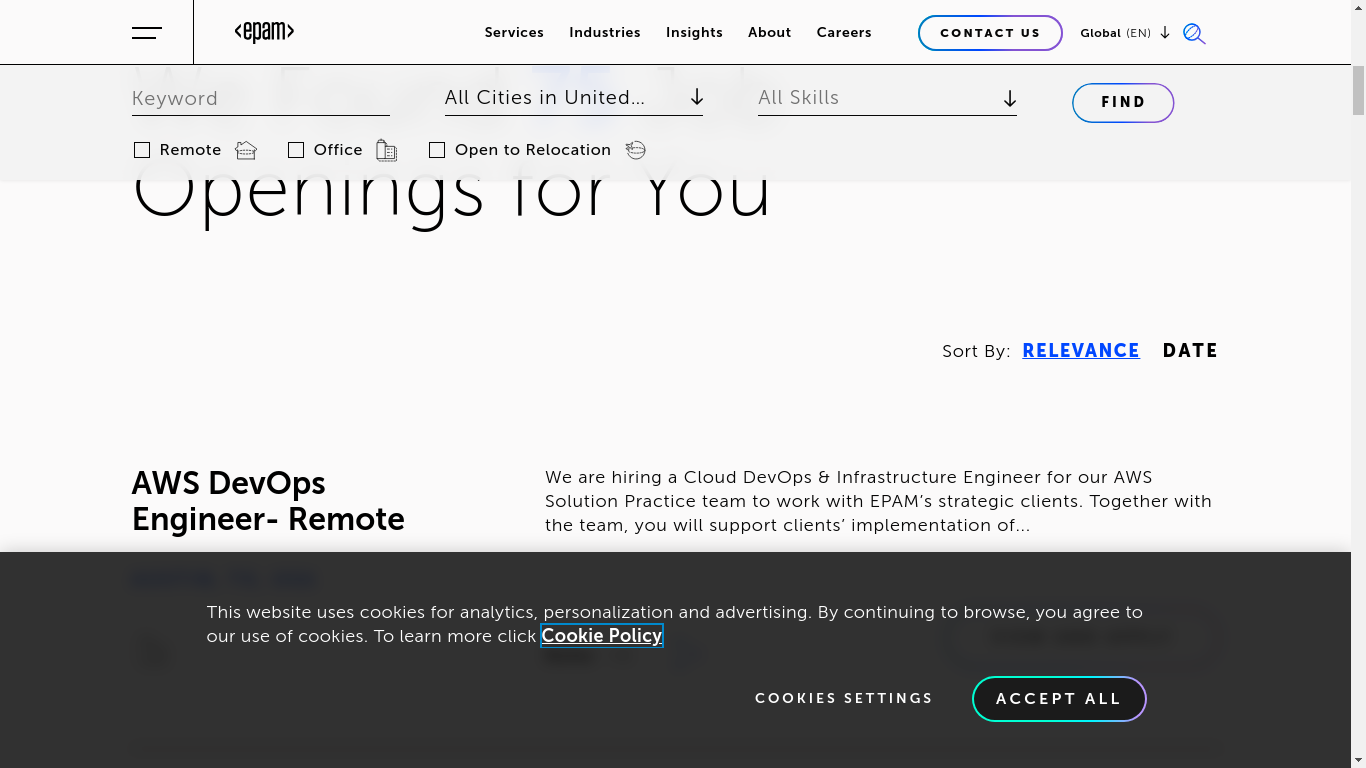 <epam>
Services Industries Insights About Careers CONTACT US Global (EN)
Keyword All Cities in United... All Skills FIND
Remote Office Open to Relocation
Openings for You
Sort By: RELEVANCE DATE
AWS DevOps
Engineer- Remote
We are hiring a Cloud DevOps & Infrastructure Engineer for our AWS
Solution Practice team to work with EPAM’s strategic clients. Together with
the team, you will support clients’ implementation of...
This website uses cookies for analytics, personalization and advertising. By continuing to browse, you agree to
our use of cookies. To learn more click Cookie Policy
COOKIES SETTINGS ACCEPT ALL